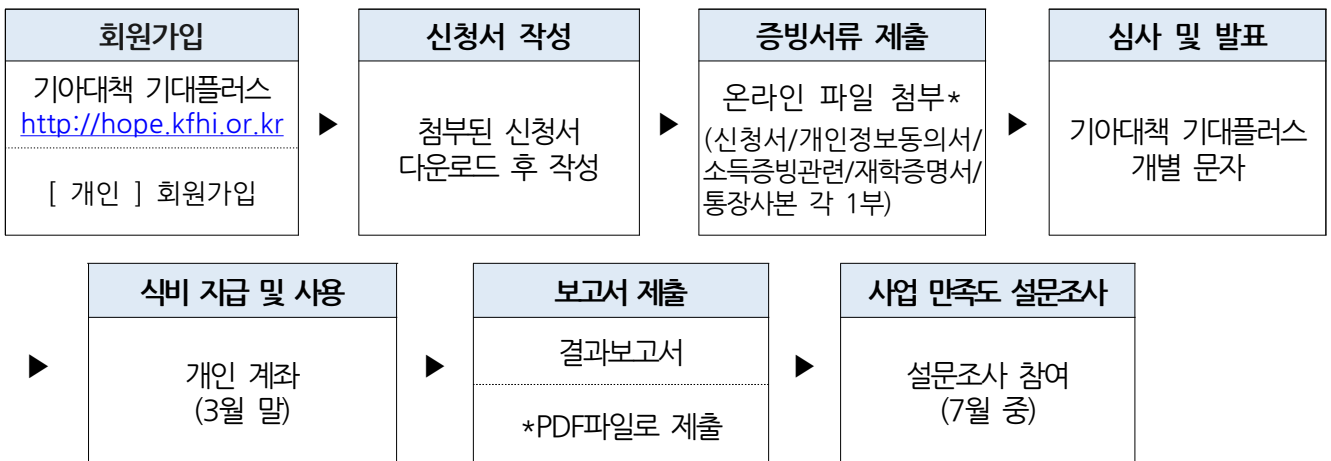 회원가입
기아대책 기대플러스
http://hope.kfhi.or.kr
[ 개인 ] 회원가입
▶
신청서 작성
첨부된 신청서
다운로드 후 작성
▶
증빙서류 제출
온라인 파일 첨부*
(신청서/개인정보동의서/
소득증빙관련/재학증명서/
통장사본 각 1부)
▶
심사 및 발표
기아대책 기대플러스
개별 문자
▶
식비 지급 및 사용
개인 계좌
(3월 말)
▶
보고서 제출
결과보고서
*PDF파일로 제출
▶
사업 만족도 설문조사
설문조사 참여
(7월 중)